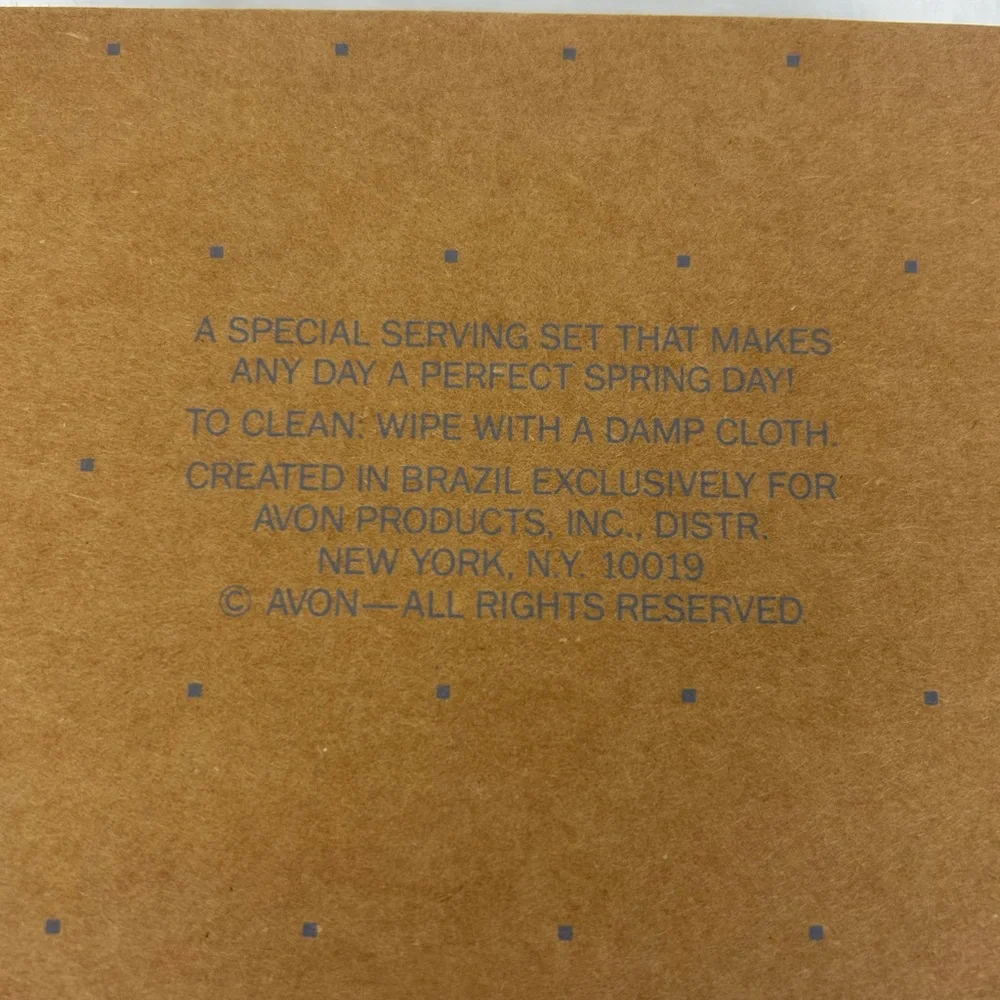 A SPECIAL SERVING SET THAT MAKES
ANY DAY A PERFECT SPRING DAY!
TO CLEAN: WIPE WITH A DAMP CLOTH.
CREATED IN BRAZIL EXCLUSIVELY FOR
AVON PRODUCTS, INC., DISTR.
NEW YORK, N.Y. 10019
© AVON—ALL RIGHTS RESERVED.